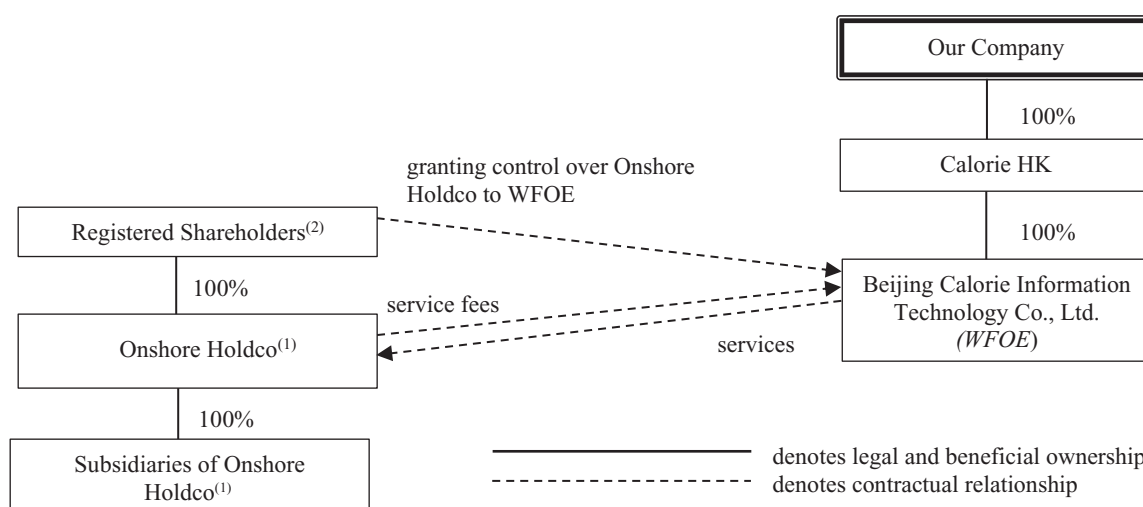 Our Company
100%
Calorie HK
100%
granting control over Onshore
Holdco to WFOE
Registered Shareholders(2)
100%
Beijing Calorie Information
Technology Co., Ltd.
(WFOE)
service fees
services
Onshore Holdco(1)
100%
Subsidiaries of Onshore
Holdco(1)
denotes legal and beneficial ownership
denotes contractual relationship